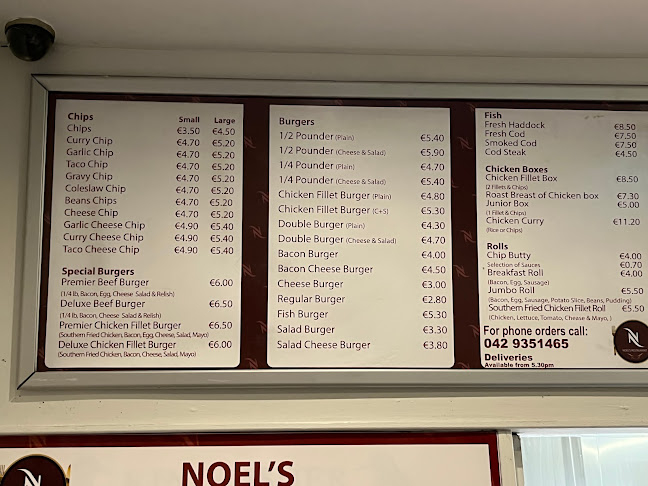 Chips Small Large
Chips €3.50 €4.50
Curry Chip €4.70 €5.20
Garlic Chip €4.70 €5.20
Taco Chip €4.70 €5.20
Gravy Chip €4.70 €5.20
Coleslaw Chip €4.70 €5.20
Beans Chips €4.70 €5.20
Cheese Chip €4.70 €5.20
Garlic Cheese Chip €4.90 €5.40
Curry Cheese Chip €4.90 €5.40
Taco Cheese Chip €4.90 €5.40
Special Burgers
Premier Beef Burger €6.00
(1/4 lb, Bacon, Egg, Cheese Salad & Relish)
Deluxe Beef Burger €6.50
(1/4 lb, Bacon, Cheese Salad & Relish)
Premier Chicken Fillet Burger €6.50
(Southern Fried Chicken, Bacon, Egg, Cheese, Salad, Mayo)
Deluxe Chicken Fillet Burger €6.00
(Southern Fried Chicken, Bacon, Cheese, Salad, Mayo)
Burgers
1/2 Pounder (Plain) €5.40
1/2 Pounder (Cheese & Salad) €5.90
1/4 Pounder (Plain) €4.70
1/4 Pounder (Cheese & Salad) €5.40
Chicken Fillet Burger (Plain) €4.80
Chicken Fillet Burger (C+S) €5.30
Double Burger (Plain) €4.30
Double Burger (Cheese & Salad) €4.70
Bacon Burger €4.00
Bacon Cheese Burger €4.50
Cheese Burger €3.00
Regular Burger €2.80
Fish Burger €5.30
Salad Burger €3.30
Salad Cheese Burger €3.80
Fish
Fresh Haddock €8.50
Fresh Cod €7.50
Smoked Cod €7.50
Cod Steak €4.50
Chicken Boxes
Chicken Fillet Box €8.50
(2 Fillets & Chips)
Roast Breast of Chicken box €7.30
Junior Box €5.00
(1 Fillet & Chips)
Chicken Curry €11.20
(Rice or Chips)
Rolls
Chip Butty €4.00
Selection of Sauces €0.70
Breakfast Roll €4.00
(Bacon, Egg, Sausage)
Jumbo Roll €5.50
(Bacon, Egg, Sausage, Potato Slice, Beans, Pudding)
Southern Fried Chicken Fillet Roll €5.50
(Chicken, Lettuce, Tomato, Chease & Mayo, )
For phone orders call:
042 9351465
Deliveries
Available from 5.30pm
N
NOEL'S
N